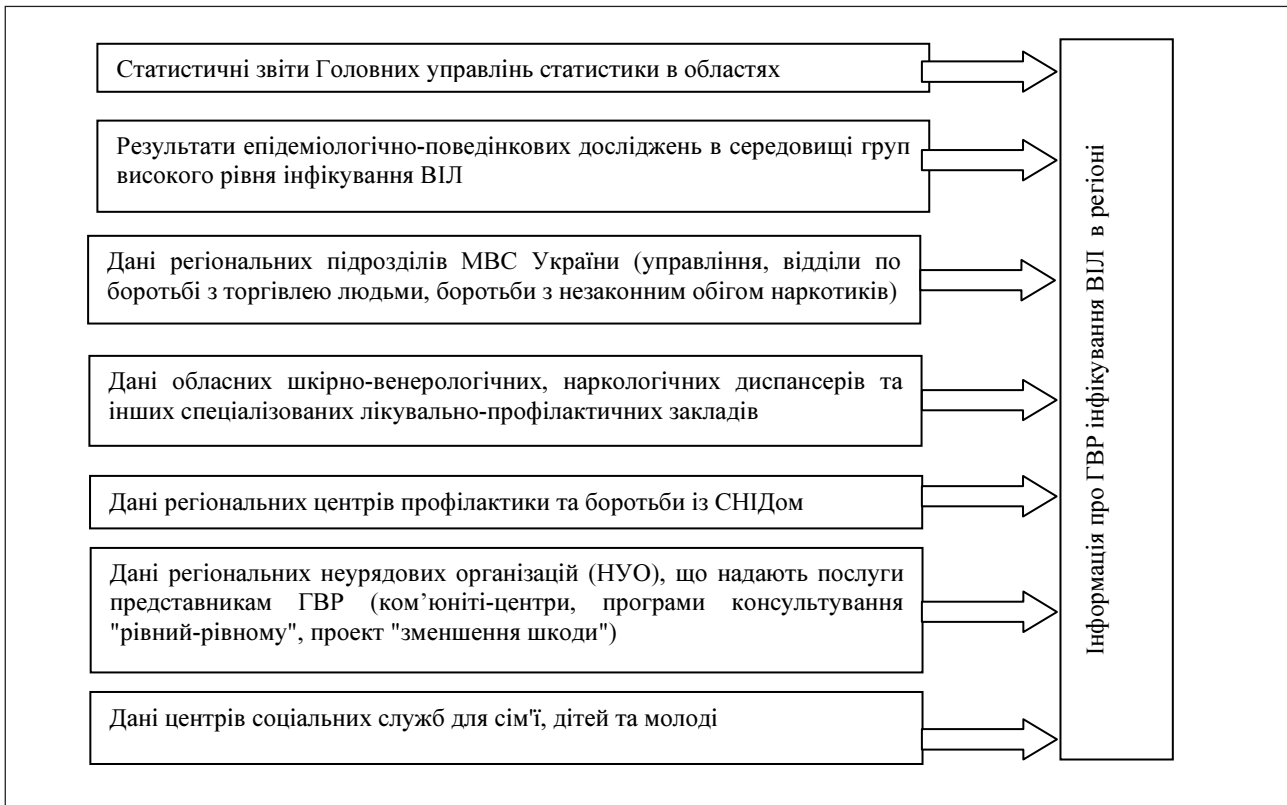 Статистичні звіти Головних управлінь статистики в областях
Результати епідеміологічно-поведінкових досліджень в середовищі груп
високого рівня інфікування ВІЛ
Дані регіональних підрозділів МВС України (управління, відділи по
боротьбі з торгівлею людьми, боротьби з незаконним обігом наркотиків)
Дані обласних шкірно-венерологічних, наркологічних диспансерів та
інших спеціалізованих лікувально-профілактичних закладів
Дані регіональних центрів профілактики та боротьби із СНІДом
Дані регіональних неурядових організацій (НУО), що надають послуги
представникам ГВР (ком’юніті-центри, програми консультування
"рівний-рівному", проект "зменшення шкоди")
Дані центрів соціальних служб для сім'ї, дітей та молоді
Інформація про ГВР інфікування ВІЛ в регіоні